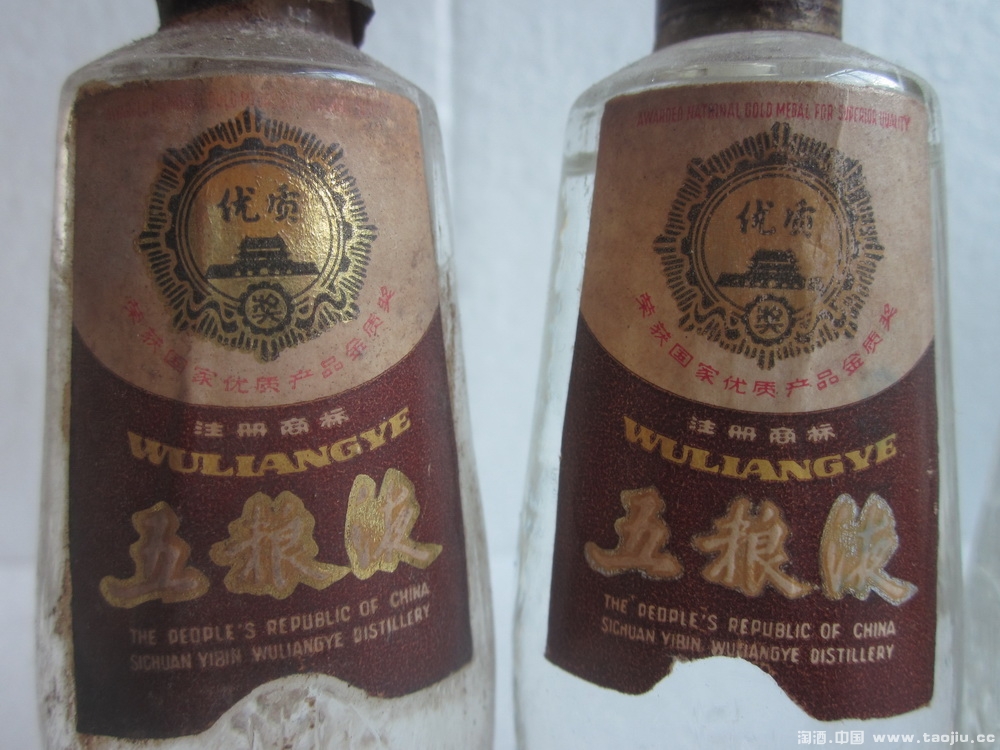 优质
奖
荣获国家优质产品金质奖
注册商标
WULIANGYE
五粮液
THE PEOPLE'S REPUBLIC OF CHINA
SICHUAN YIBIN WULIANGYE DISTILLERY
AWARDED NATHINAL GOLD MEDAL FOR SUPERIOR QUALITY
优质
奖
荣获国家优质产品金质奖
注册商标
WULIANGYE
五粮液
THE PEOPLE'S REPUBLIC OF CHINA
SICHUAN YIBIN WULIANGYE DISTILLERY
淘酒.中国 www.taojiu.cc